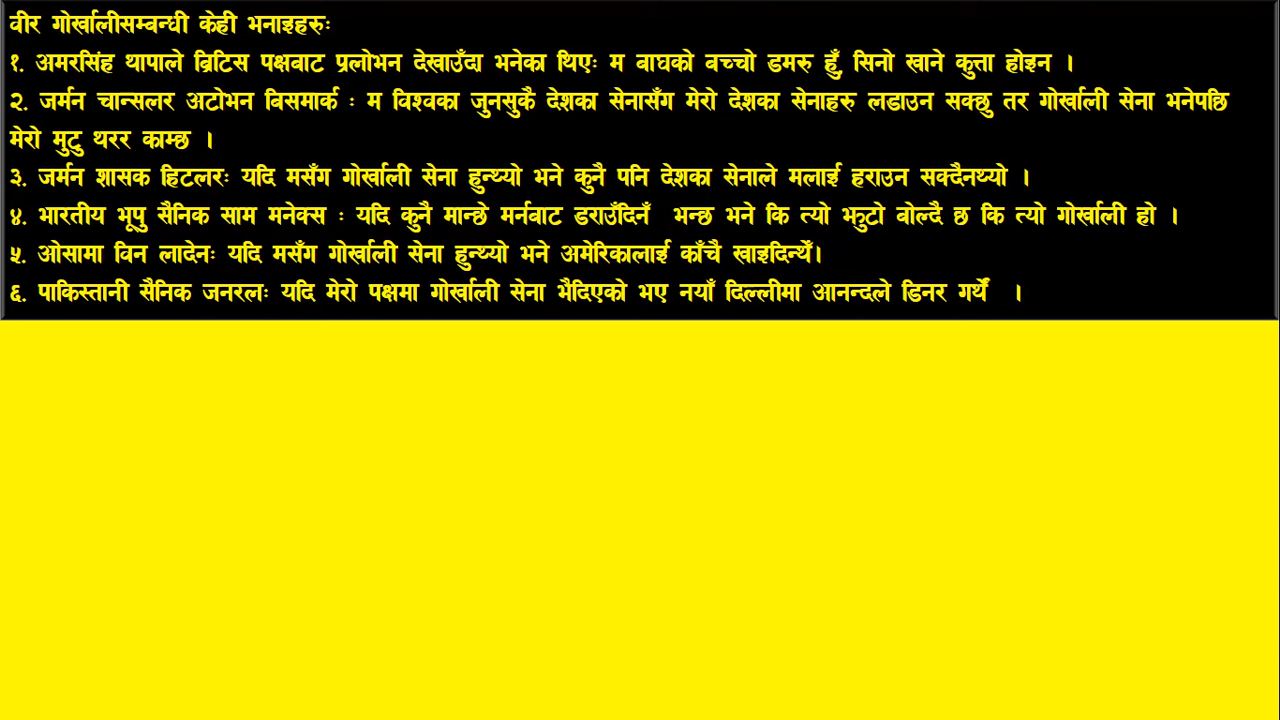 वीर गोर्खालीसम्बन्धी केही भनाइहरुः
१. अमरसिंह थापाले ब्रिटिस पक्षबाट प्रलोभन देखाउँदा भनेका थिएः म बाघको बच्चो डमरु हुँ, सिनो खाने कुत्ता होइन ।
२. जर्मन चान्सलर अटोभन विसमार्क : म विश्वका जुनसुकै देशका सेनासँग मेरो देशका सेनाहरु लडाउन सक्छु तर गोर्खाली सेना भनेपछि
मेरो मुटु थरर काम्छ ।
३. जर्मन शासक हिटलरः यदि मसँग गोर्खाली सेना हुन्थ्यो भने कुनै पनि देशका सेनाले मलाई हराउन सक्दैनथ्यो ।
४. भारतीय भूपु सैनिक साम मनेक्स : यदि कुनै मान्छे मर्नबाट डराउँदिनँ भन्छ भने कि त्यो झुटो बोल्दै छ कि त्यो गोर्खाली हो ।
५. ओसामा विन लादेनः यदि मसँग गोर्खाली सेना हुन्थ्यो भने अमेरिकालाई काँचै खाइदिन्थेँ।
६. पाकिस्तानी सैनिक जनरलः यदि मेरो पक्षमा गोर्खाली सेना भैदिएको भए नयाँ दिल्लीमा आनन्दले डिनर गर्थेँ ।